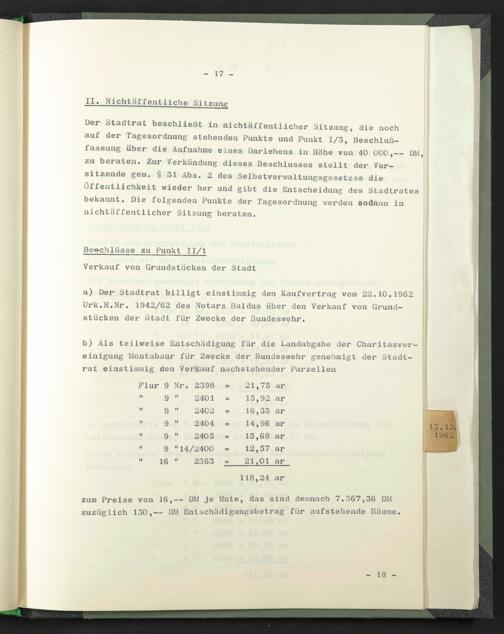 - 17 -
II. Nichtöffentliche Sitzung
Der Stadtrat beschließt in nichtöffentlicher Sitzung, die noch
auf der Tagesordnung stehenden Punkte und Punkt I/3, Beschluß-
fassung über die Aufnahme eines Darlehens in Höhe von 40 000,-- DM,
zu beraten. Zur Verkündung dieses Beschlusses stellt der Vor-
sitzende gem. § 31 Abs. 2 des Selbstverwaltungsgesetzes die
Öffentlichkeit wieder her und gibt die Entscheidung des Stadtrates
bekannt. Die folgenden Punkte der Tagesordnung werden sodann in
nichtöffentlicher Sitzung beraten.
Beschlüsse zu Punkt II/1
Verkauf von Grundstücken der Stadt
a) Der Stadtrat billigt einstimmig den Kaufvertrag vom 22.10.1962
Urk.R.Nr. 1942/62 des Notars Baldus über den Verkauf von Grund-
stücken der Stadt für Zwecke der Bundeswehr.
b) Als teilweise Entschädigung für die Landabgabe der Charitasver-
einigung Montabaur für Zwecke der Bundeswehr genehmigt der Stadt-
rat einstimmig den Verkauf nachstehender Parzellen
Flur 9 Nr. 2398 = 21,75 ar
" 9 " 2401 = 15,92 ar
" 9 " 2402 = 16,35 ar
" 9 " 2404 = 14,96 ar
" 9 " 2405 = 15,68 ar
" 9 "14/2400 = 12,57 ar
" 16 " 2363 = 21,01 ar
118,24 ar
zum Preise von 16,-- DM je Rute, das sind demnach 7.567,36 DM
zuzüglich 130,-- DM Entschädigungsbetrag für aufstehende Bäume.
13.12.
1962
- 18 -